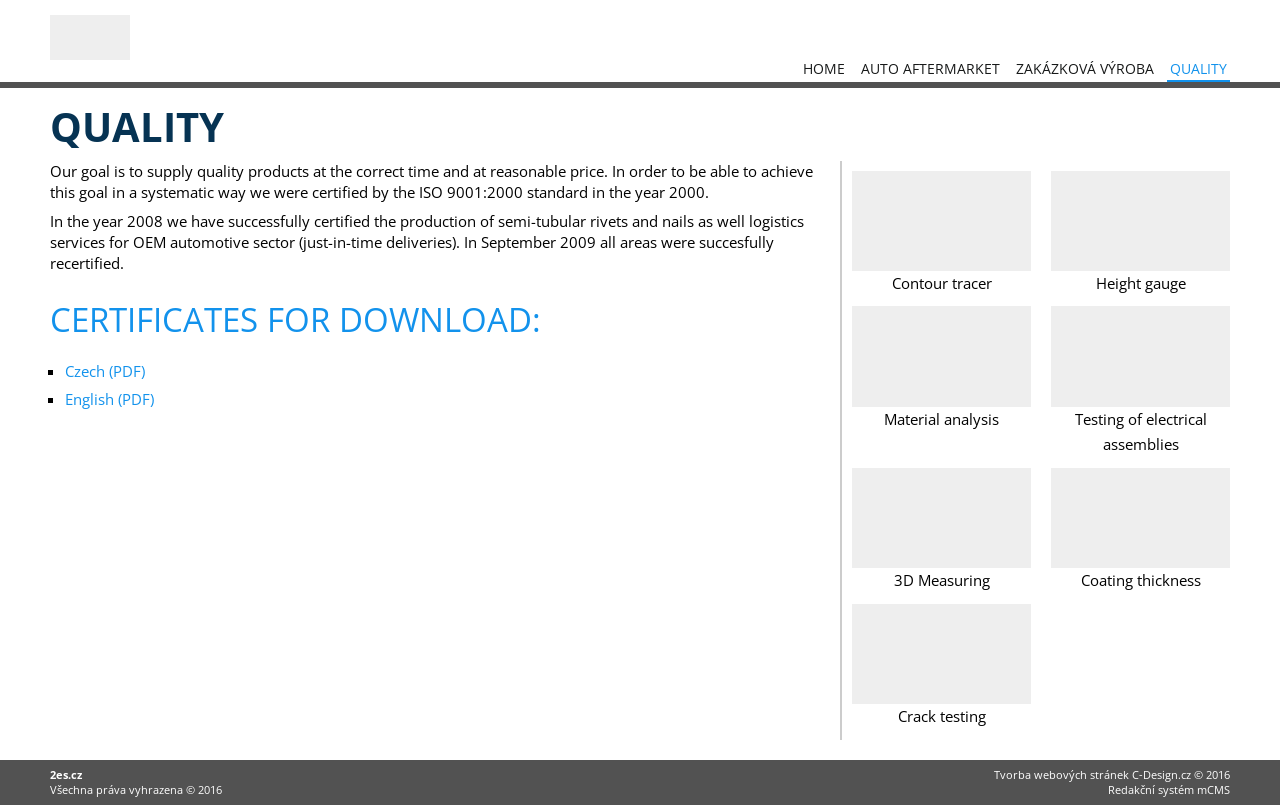 HOME AUTO AFTERMARKET ZAKÁZKOVÁ VÝROBA QUALITY
QUALITY
Our goal is to supply quality products at the correct time and at reasonable price. In order to be able to achieve
this goal in a systematic way we were certified by the ISO 9001:2000 standard in the year 2000.
In the year 2008 we have successfully certified the production of semi-tubular rivets and nails as well logistics
services for OEM automotive sector (just-in-time deliveries). In September 2009 all areas were succesfully
recertified.
CERTIFICATES FOR DOWNLOAD:
Czech (PDF)
English (PDF)
Contour tracer
Height gauge
Material analysis
Testing of electrical
assemblies
3D Measuring
Coating thickness
Crack testing
2es.cz
Všechna práva vyhrazena © 2016
Tvorba webových stránek C-Design.cz © 2016
Redakční systém mCMS